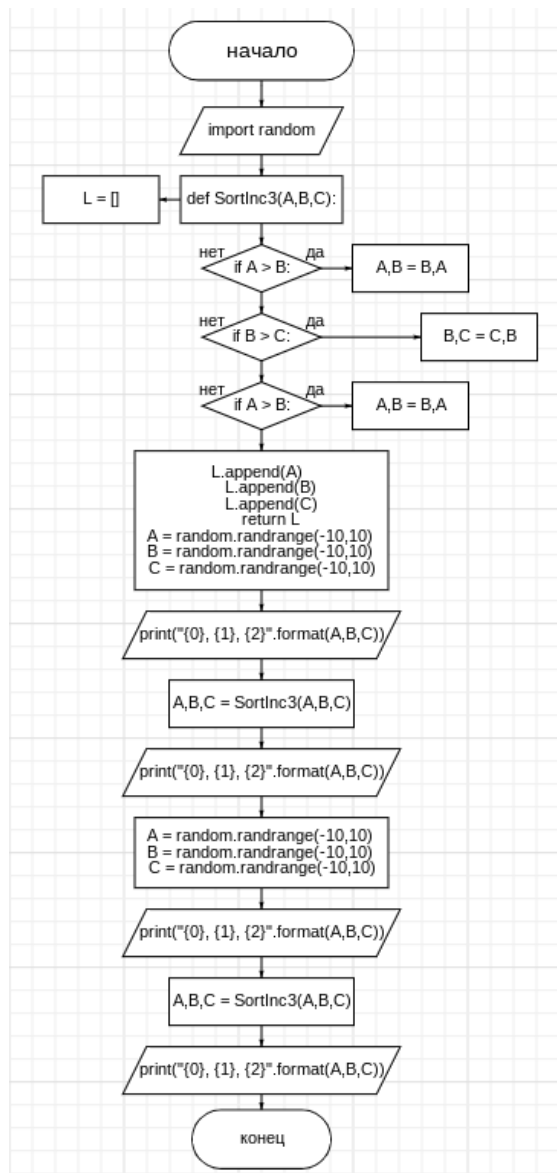 начало
import random
L = []
def SortInc3(A,B,C):
нет
да
if A > B:
A,B = B,A
нет
да
if B > C:
B,C = C,B
нет
да
if A > B:
A,B = B,A
L.append(A)
L.append(B)
L.append(C)
return L
A = random.randrange(-10,10)
B = random.randrange(-10,10)
C = random.randrange(-10,10)
print("{0}, {1}, {2}".format(A,B,C))
A,B,C = SortInc3(A,B,C)
print("{0}, {1}, {2}".format(A,B,C))
A = random.randrange(-10,10)
B = random.randrange(-10,10)
C = random.randrange(-10,10)
print("{0}, {1}, {2}".format(A,B,C))
A,B,C = SortInc3(A,B,C)
print("{0}, {1}, {2}".format(A,B,C))
конец